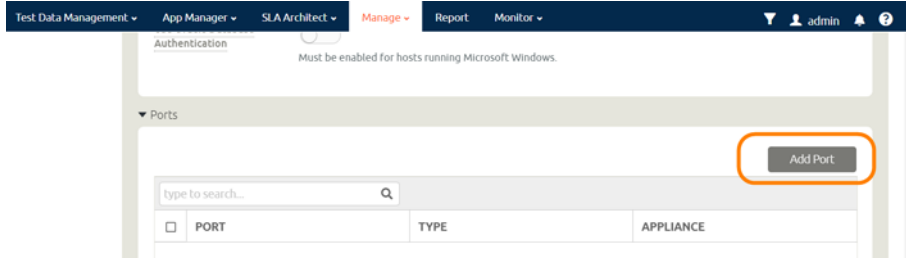 Test Data Management App Manager SLA Architect Manage Report Monitor admin
Authentication
Must be enabled for hosts running Microsoft Windows.
Ports
Add Port
type to search...
PORT TYPE APPLIANCE